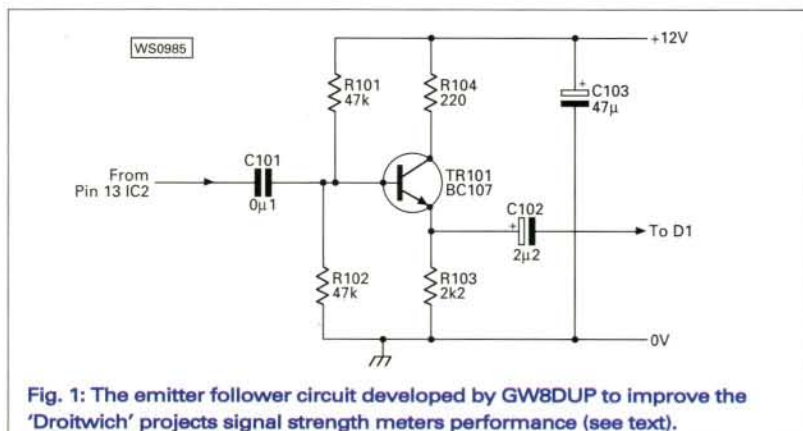 WS0985
+12V
R101
47k
R104
220
+
C103
47µ
From
Pin 13 IC2
C101
0µ1
TR101
BC107
C102
+
2µ2
To D1
R102
47k
R103
2k2
0V
Fig. 1: The emitter follower circuit developed by GW8DUP to improve the
'Droitwich' projects signal strength meters performance (see text).